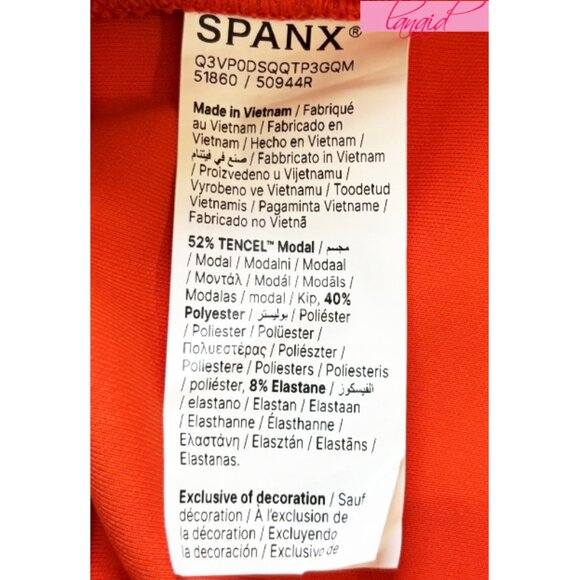 lanaid
SPANX®
Q3VP0DSQQTP3GQM
51860 / 50944R
Made in Vietnam / Fabriqué
au Vietnam / Fabricado en
Vietnam / Hecho en Vietnam
/ صنع في فيتنام / Fabbricato in Vietnam
/ Proizvedeno u Vijetnamu /
Vyrobeno ve Vietnamu / Toodetud
Vietnamis / Pagaminta Vietname /
Fabricado no Vietnã
52% TENCEL™ Modal / مجسم
/ Modal / Modalni / Modaal
/ Μοντάλ / Modál / Modāls /
Modalas / modal / Kip, 40%
Polyester / بوليستر / Poliéster
/ Poliester / Polüester /
Πολυεστέρας / Poliészter /
Poliestere / Poliesters / Poliesteris
/ poliéster, 8% Elastane / الفيسكوز
/ elastano / Elastan / Elastaan
/ Elasthanne / Élasthanne /
Ελαστάνη / Elasztán / Elastāns /
Elastanas.
Exclusive of decoration / Sauf
décoration / À l'exclusion de
la décoration / Excluyendo
la decoración / Exclusivo de